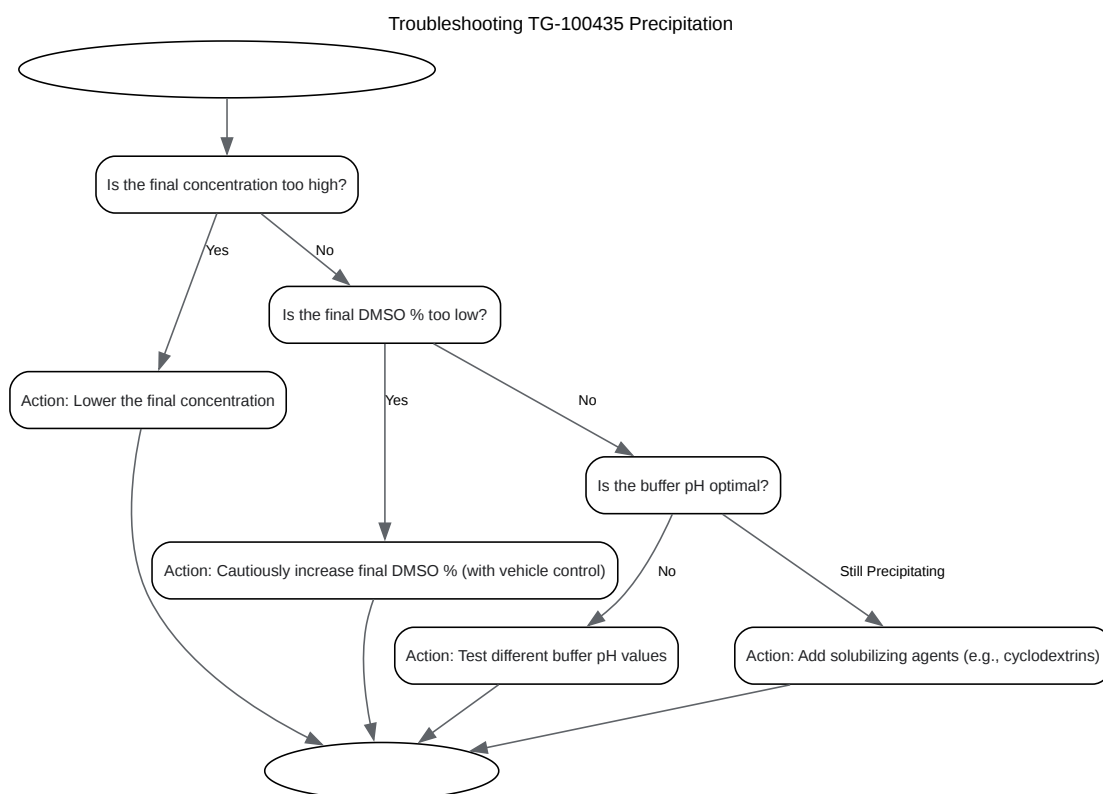 Troubleshooting TG-100435 Precipitation
Is the final concentration too high?
Yes
No
Is the final DMSO % too low?
Action: Lower the final concentration
Yes
No
Is the buffer pH optimal?
Action: Cautiously increase final DMSO % (with vehicle control)
No
Still Precipitating
Action: Test different buffer pH values
Action: Add solubilizing agents (e.g., cyclodextrins)